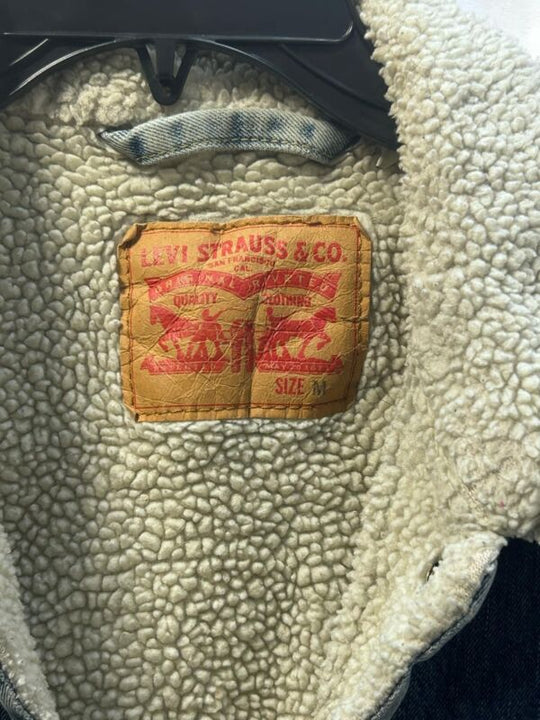 LEVI STRAUSS & CO.
SAN FRANCISCO
CAL.
QUALITY CLOTHING
SIZE M